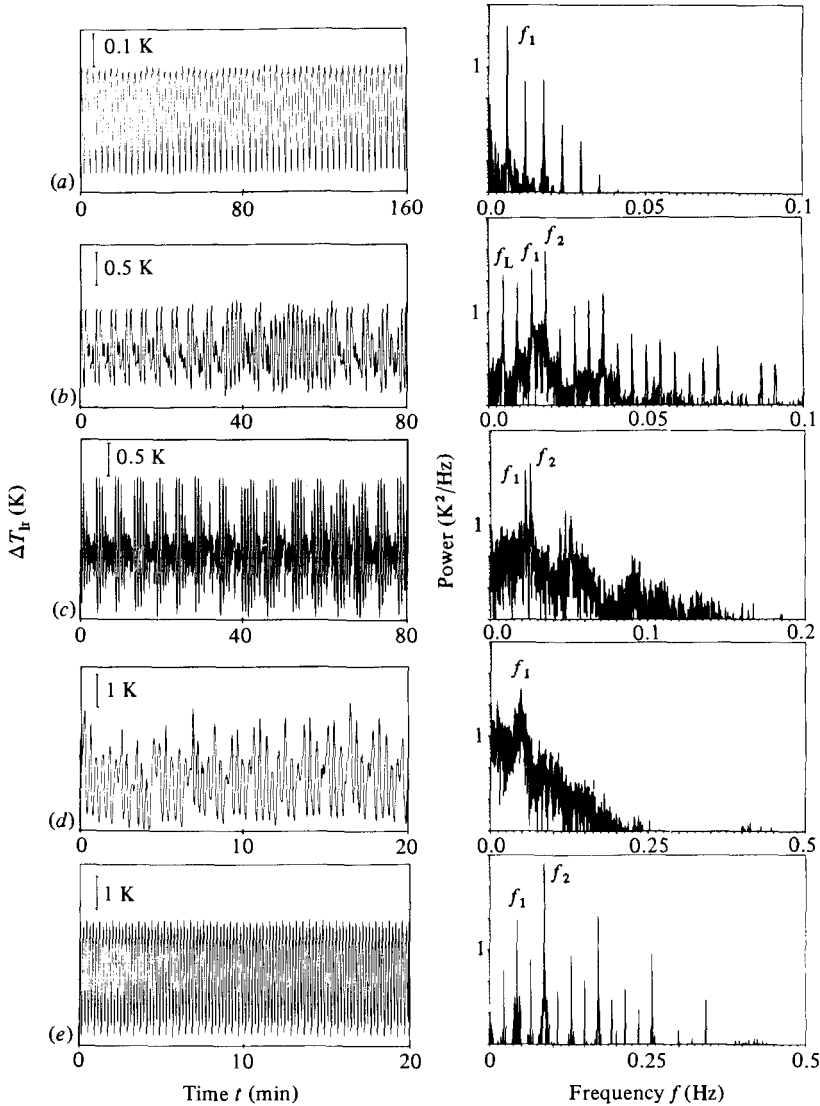 0.1 K
f₁
1
(a)
0 80 160
0.0 0.05 0.1
0.5 K
f_L f₁ f₂
1
(b)
0 40 80
0.0 0.05 0.1
0.5 K
f₁ f₂
1
(c)
0 40 80
0.0 0.1 0.2
ΔT_lr (K)
Power (K²/Hz)
1 K
f₁
1
(d)
0 10 20
0.0 0.25 0.5
1 K
f₁ f₂
1
(e)
0 10 20
0 0.25 0.5
Time t (min)
Frequency f (Hz)